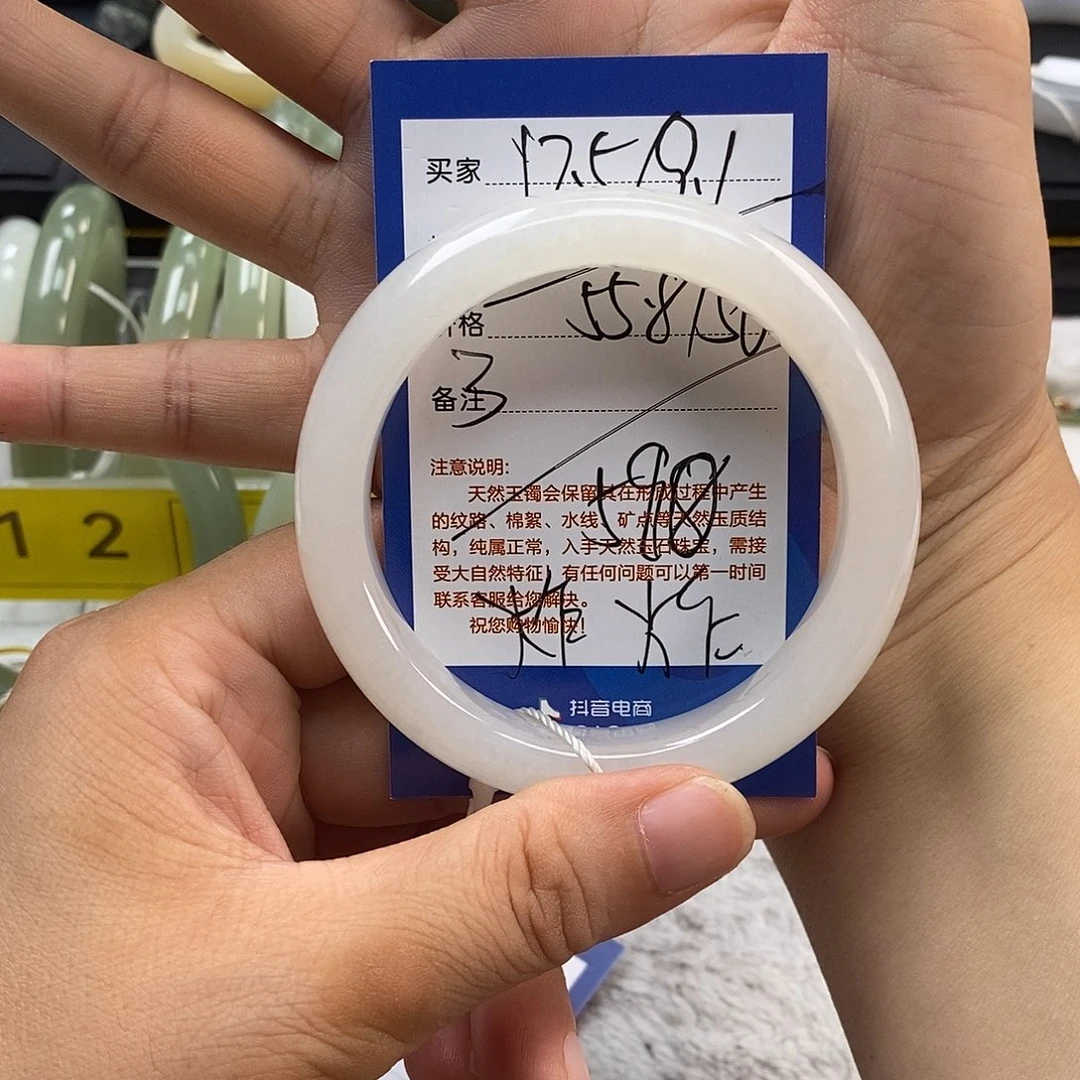 买家 17.5/9.1
价格 55.8/50
3
备注
注意说明:
天然玉镯会保留其在形成过程中产生
的纹路、棉絮、水线、矿点等天然玉质结
构，纯属正常，入手天然玉石珠宝，需接
受大自然特征！有任何问题可以第一时间
联系客服给您解决。
祝您购物愉快！
炸 炸
抖音电商
12